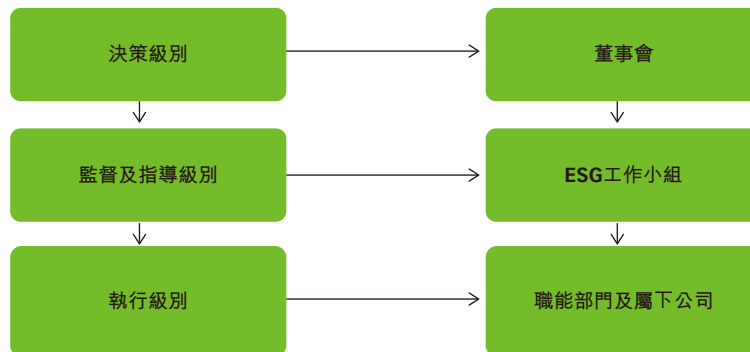 決策級別
董事會
監督及指導級別
ESG工作小組
執行級別
職能部門及屬下公司